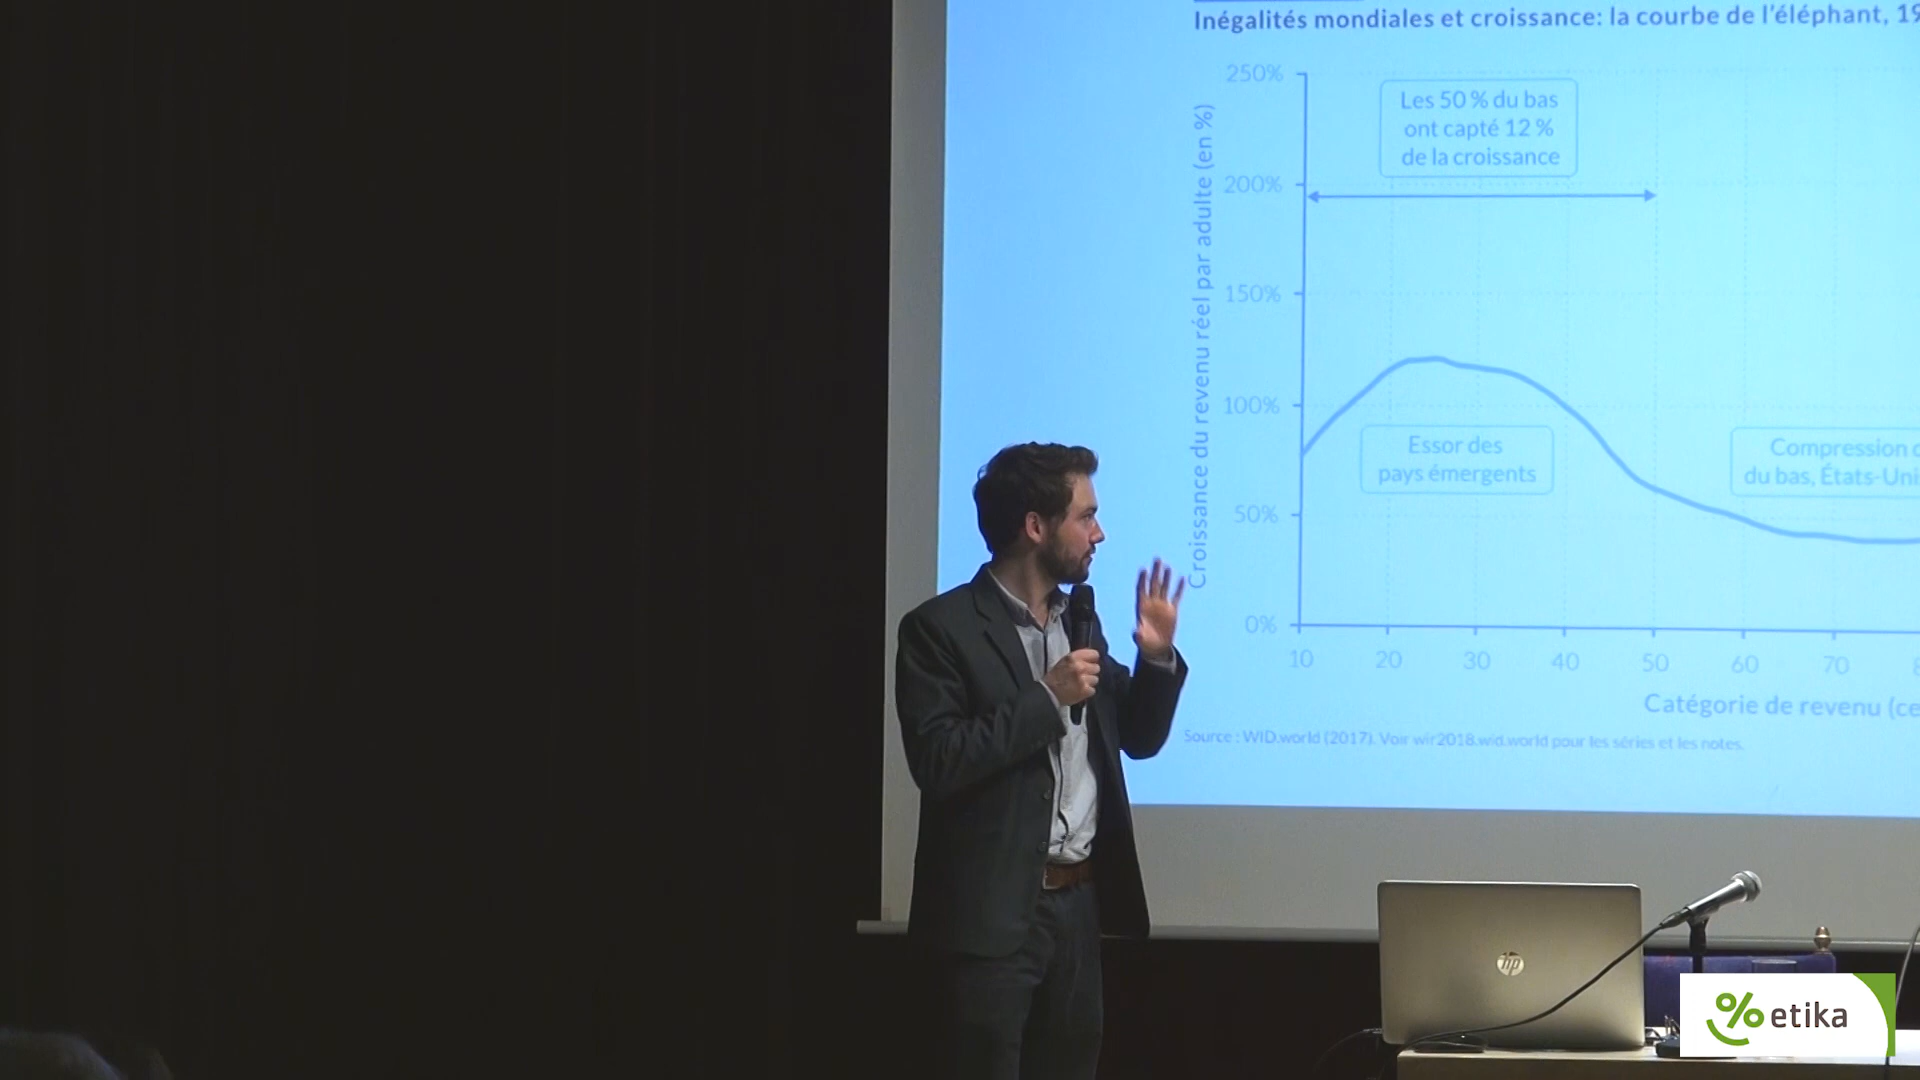 Inégalités mondiales et croissance: la courbe de l'éléphant, 19
250%
200%
150%
100%
50%
0%
Croissance du revenu réel par adulte (en %)
Les 50 % du bas
ont capté 12 %
de la croissance
Essor des
pays émergents
Compression
du bas, États-Uni
10 20 30 40 50 60 70
Catégorie de revenu (ce
Source : WID.world (2017). Voir wir2018.wid.world pour les séries et les notes.
hp
% etika